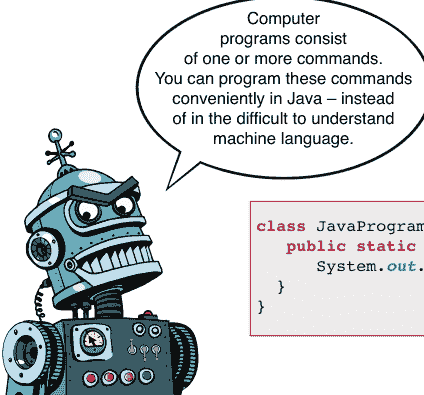 Computer
programs consist
of one or more commands.
You can program these commands
conveniently in Java – instead
of in the difficult to understand
machine language.
class JavaProgram
public static
System.out.
}
}